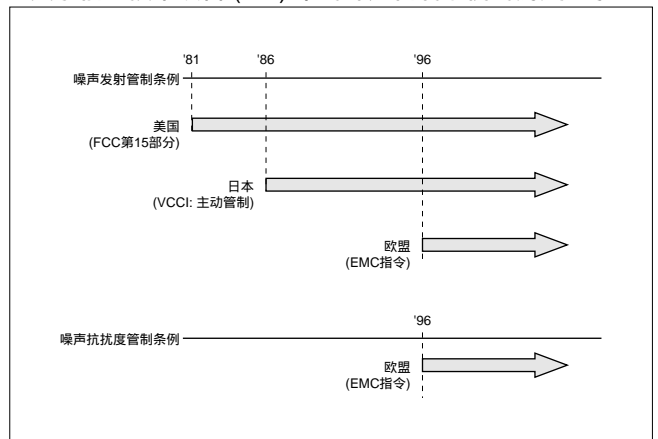 '81 '86 '96
噪声发射管制条例
美国
(FCC第15部分)
日本
(VCCI: 主动管制)
欧盟
(EMC指令)
'96
噪声抗扰度管制条例
欧盟
(EMC指令)